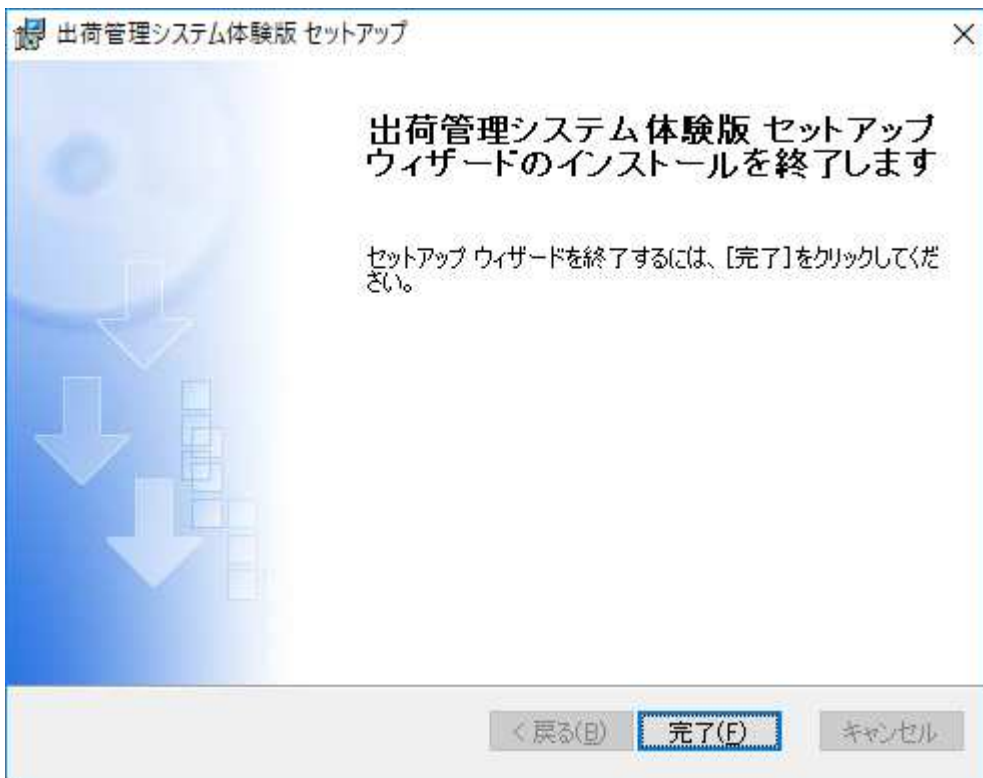 出荷管理システム体験版 セットアップ
出荷管理システム体験版 セットアップ
ウィザードのインストールを終了します
セットアップ ウィザードを終了するには、[完了]をクリックしてくだ
さい。
< 戻る(B)
完了(F)
キャンセル